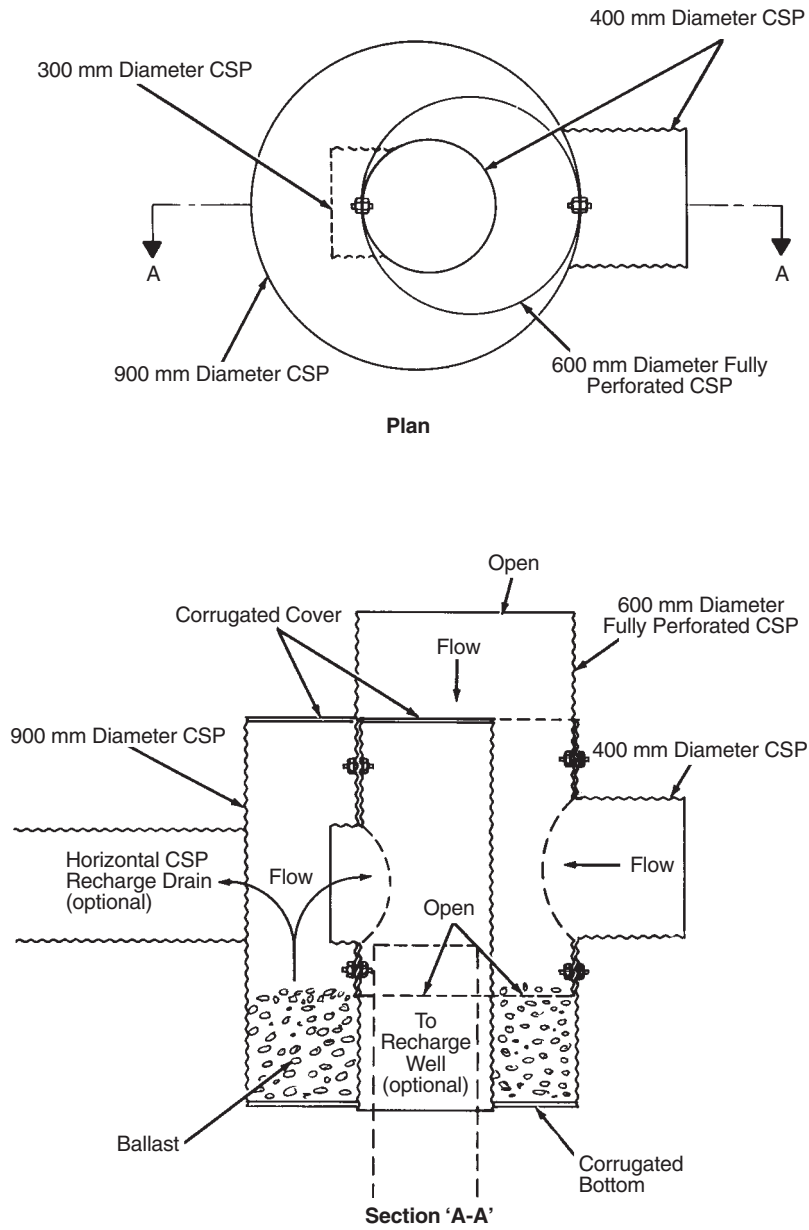 400 mm Diameter CSP
300 mm Diameter CSP
A
A
900 mm Diameter CSP
600 mm Diameter Fully
Perforated CSP
Plan
Open
Corrugated Cover
600 mm Diameter
Fully Perforated CSP
Flow
900 mm Diameter CSP
400 mm Diameter CSP
Horizontal CSP
Recharge Drain
(optional)
Flow
Flow
Open
To
Recharge
Well
(optional)
Ballast
Corrugated
Bottom
Section ‘A-A’